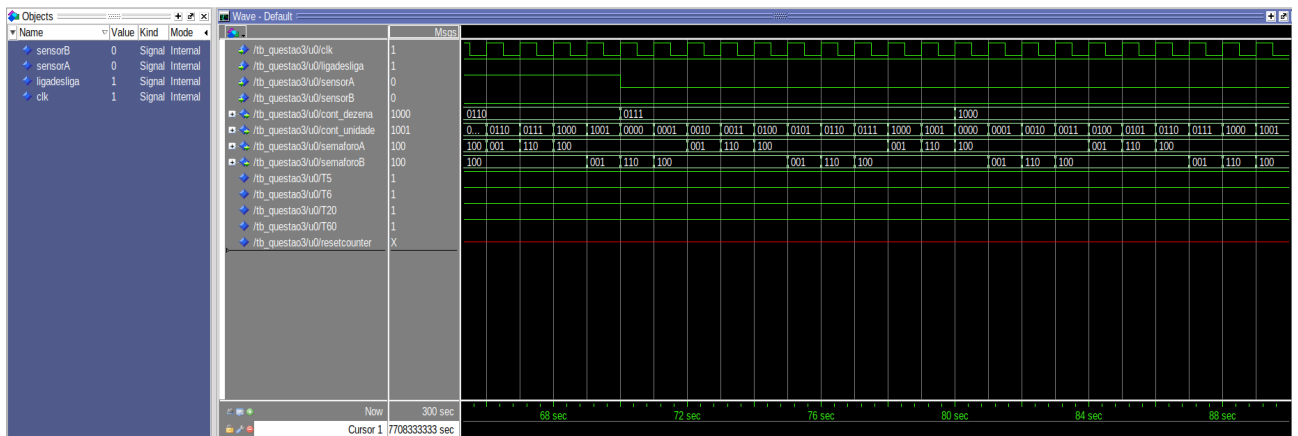 Objects
Name Value Kind Mode
sensorB 0 Signal Internal
sensorA 0 Signal Internal
ligadesliga 1 Signal Internal
clk 1 Signal Internal
Wave - Default
Msgs
/tb_questao3/u0/clk 1
/tb_questao3/u0/ligadesliga 1
/tb_questao3/u0/sensorA 0
/tb_questao3/u0/sensorB 0
/tb_questao3/u0/cont_dezena 1000 0110 0111 1000
/tb_questao3/u0/cont_unidade 1001 0... 0110 0111 1000 1001 0000 0001 0010 0011 0100 0101 0110 0111 1000 1001 0000 0001 0010 0011 0100 0101 0110 0111 1000 1001
/tb_questao3/u0/semaforoA 100 100 001 110 100 001 110 100 001 110 100 001 110 100
/tb_questao3/u0/semaforoB 100 100 001 110 100 001 110 100 001 110 100 001 110 100
/tb_questao3/u0/T5 1
/tb_questao3/u0/T6 1
/tb_questao3/u0/T20 1
/tb_questao3/u0/T60 1
/tb_questao3/u0/resetcounter X
Now 300 sec 68 sec 72 sec 76 sec 80 sec 84 sec 88 sec
Cursor 1 7708333333 sec